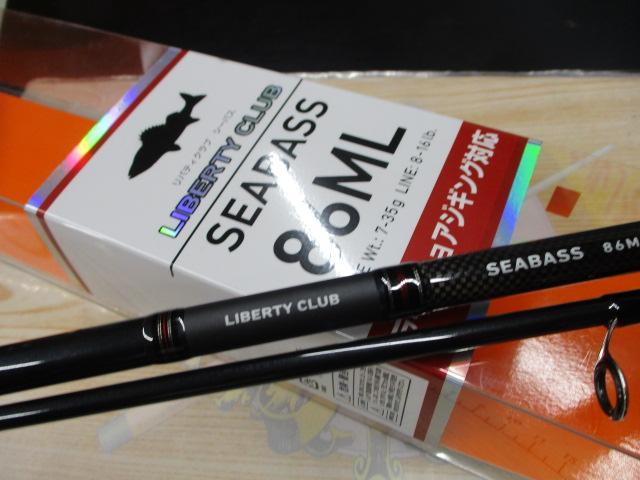 リバティクラブ シーバス
LIBERTY CLUB
SEABASS
86ML
Wt.: 7-35g LINE: 8-16lb.
ョアジギング対応
LIBERTY CLUB
SEABASS 86M